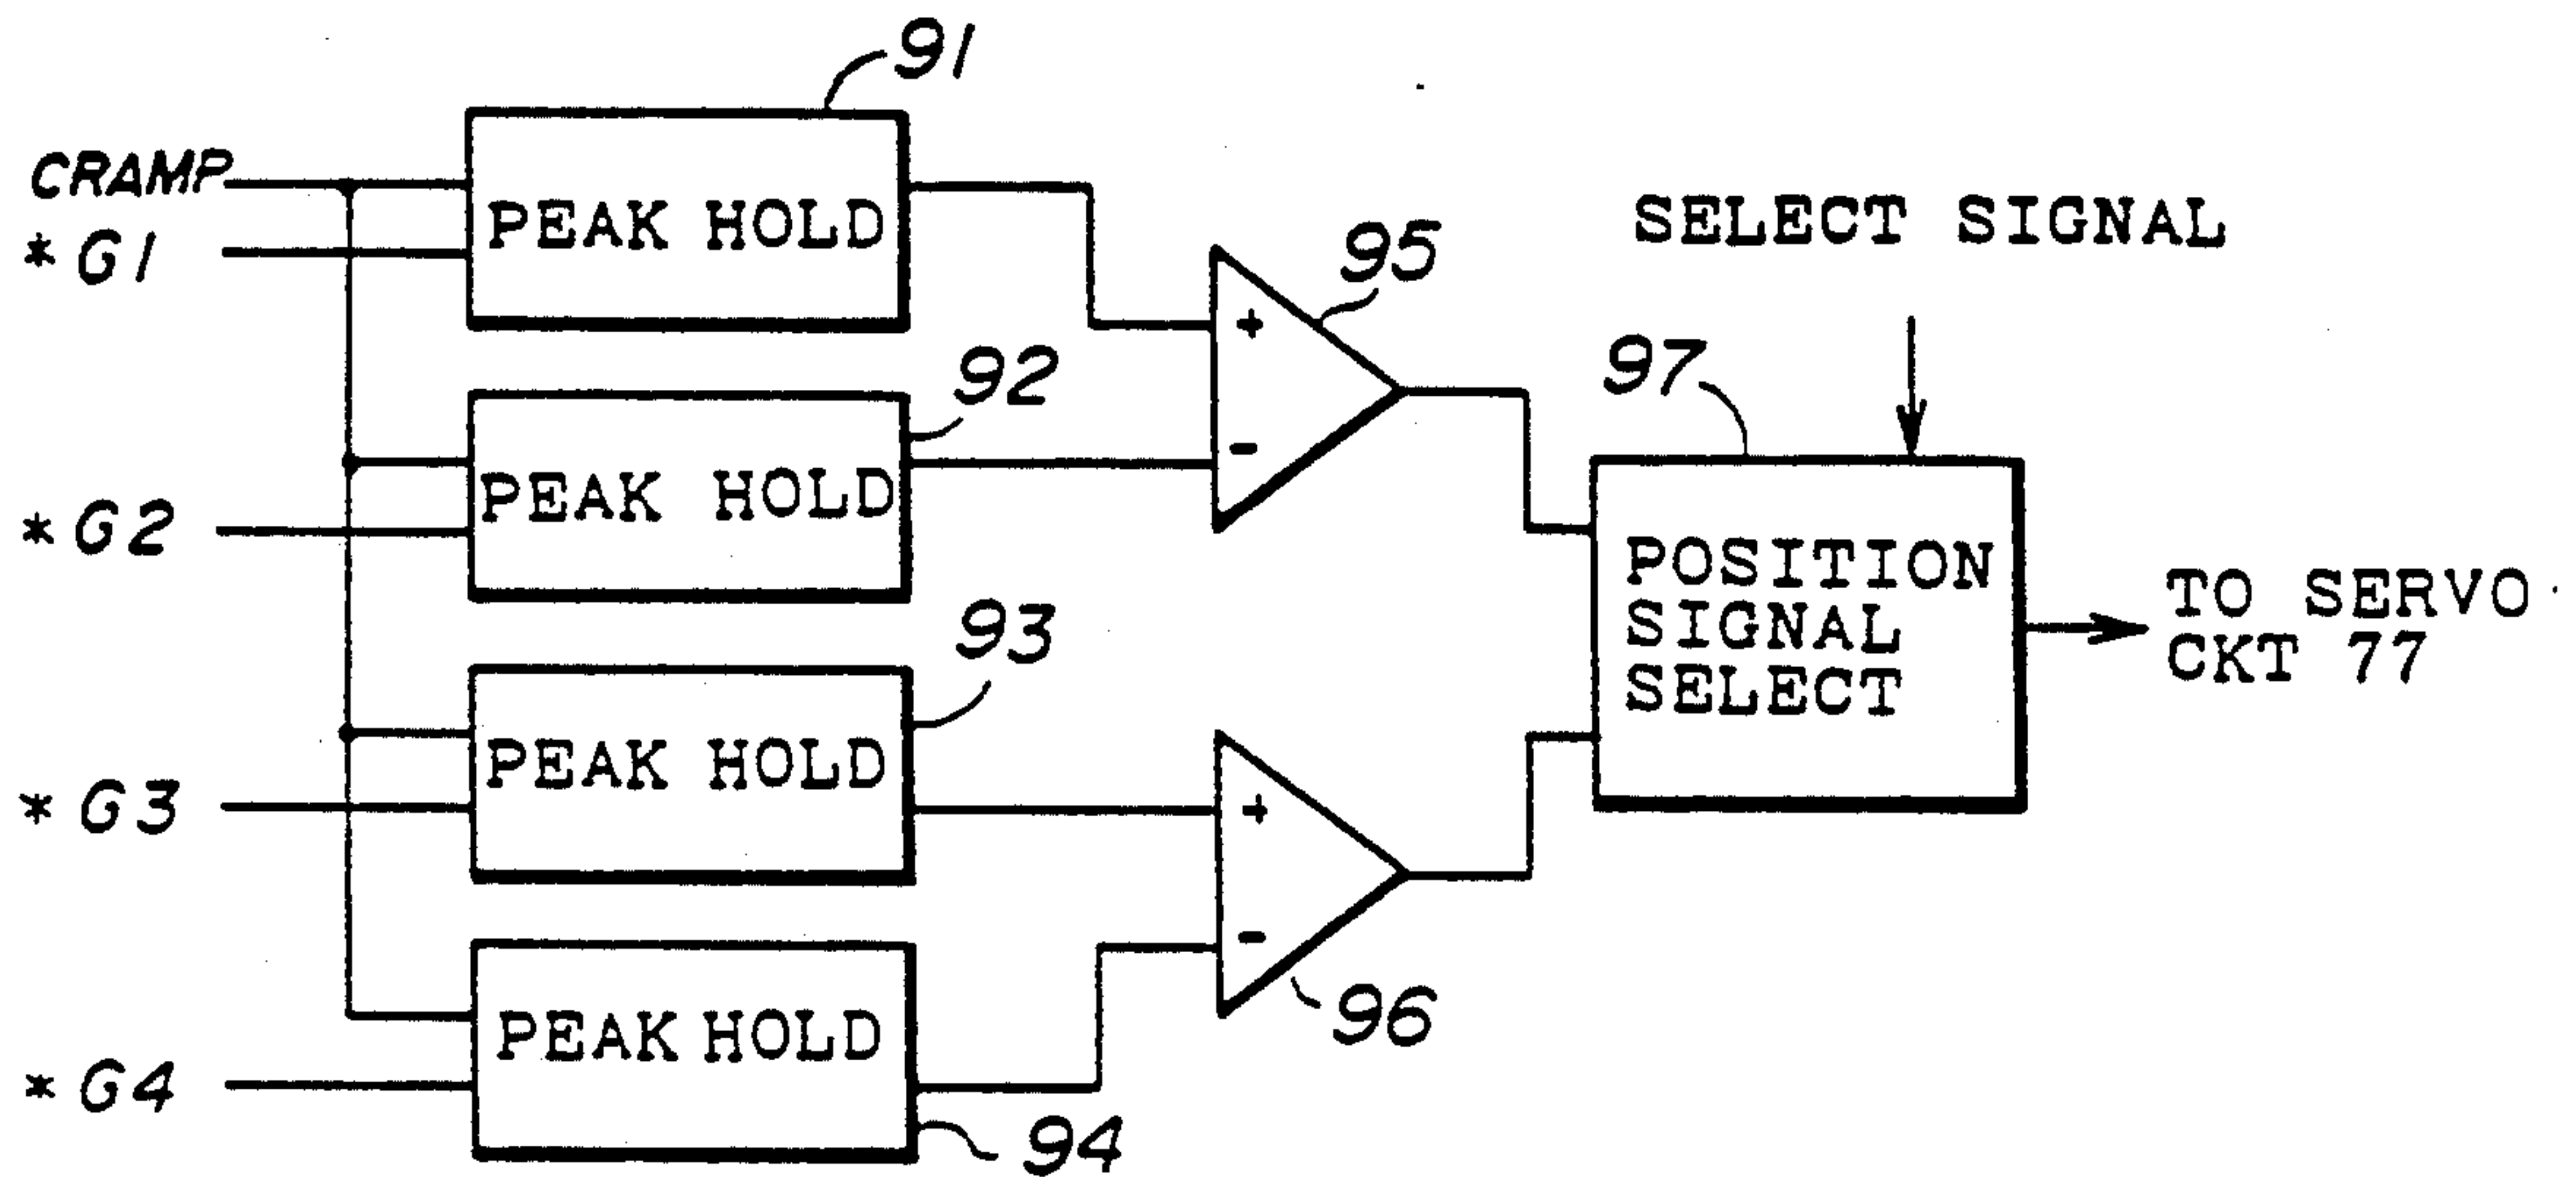 91
CRAMP
*G1
PEAK HOLD
95
+
-
SELECT SIGNAL
92
*G2
PEAK HOLD
97
POSITION
SIGNAL
SELECT
TO SERVO
CKT 77
93
*G3
PEAK HOLD
+
-
96
*G4
PEAK HOLD
94